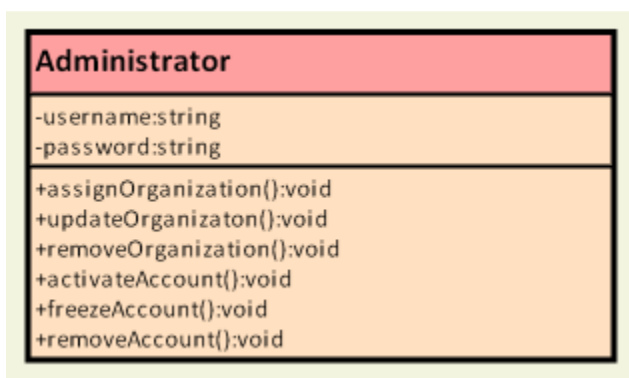 Administrator
-username:string
-password:string
+assignOrganization():void
+updateOrganizaton():void
+removeOrganization():void
+activateAccount():void
+freezeAccount():void
+removeAccount():void